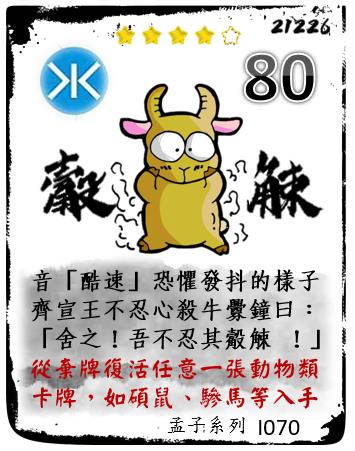 21226
80
觳觫
音「酷速」恐懼發抖的樣子
齊宣王不忍心殺牛釁鐘曰：
「舍之！吾不忍其觳觫 ！」
從棄牌復活任意一張動物類
卡牌，如碩鼠、驂馬等入手
孟子系列 I070